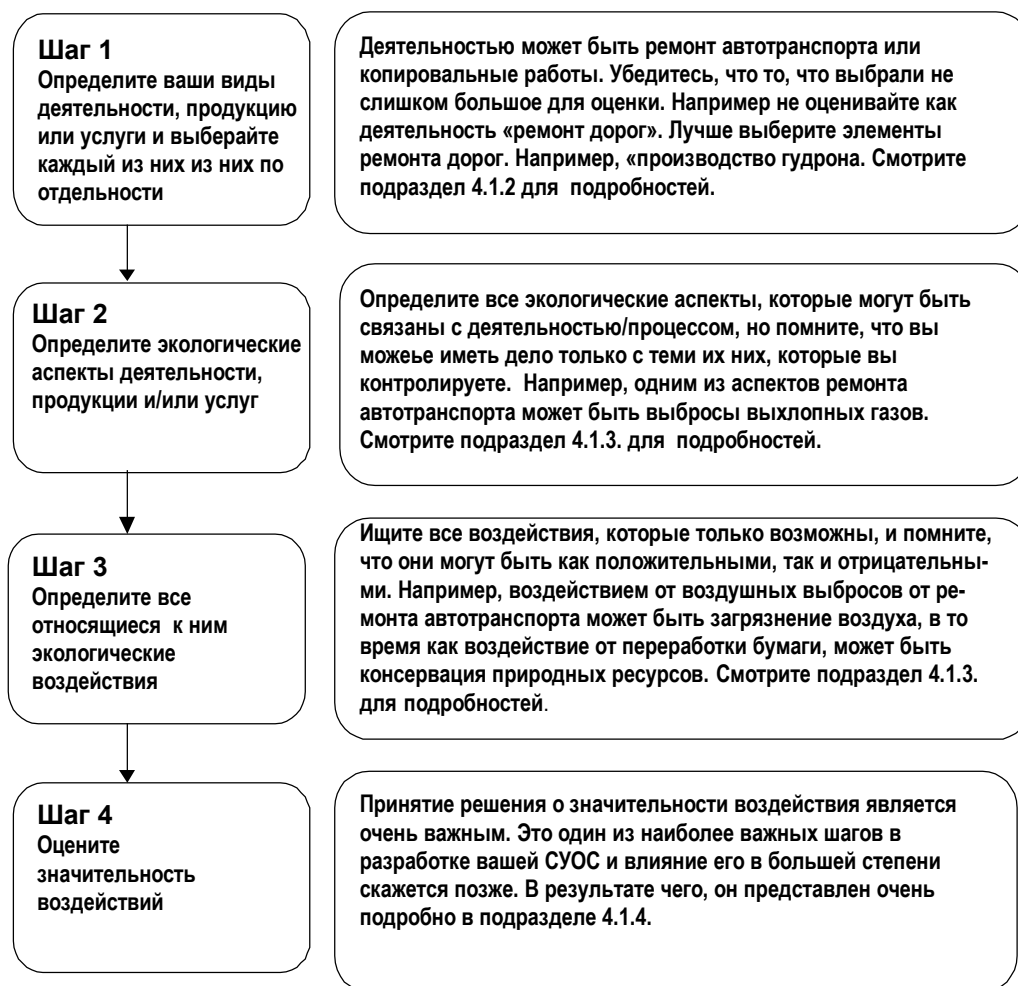 Шаг 1
Определите ваши виды
деятельности, продукцию
или услуги и выберайте
каждый из них из них по
отдельности
Деятельностью может быть ремонт автотранспорта или
копировальные работы. Убедитесь, что то, что выбрали не
слишком большое для оценки. Например не оценивайте как
деятельность «ремонт дорог». Лучше выберите элементы
ремонта дорог. Например, «производство гудрона. Смотрите
подраздел 4.1.2 для подробностей.
Шаг 2
Определите экологические
аспекты деятельности,
продукции и/или услуг
Определите все экологические аспекты, которые могут быть
связаны с деятельностью/процессом, но помните, что вы
можеье иметь дело только с теми их них, которые вы
контролируете. Например, одним из аспектов ремонта
автотранспорта может быть выбросы выхлопных газов.
Смотрите подраздел 4.1.3. для подробностей.
Шаг 3
Определите все
относящиеся к ним
экологические
воздействия
Ищите все воздействия, которые только возможны, и помните,
что они могут быть как положительными, так и отрицательны-
ми. Например, воздействием от воздушных выбросов от ре-
монта автотранспорта может быть загрязнение воздуха, в то
время как воздействие от переработки бумаги, может быть
консервация природных ресурсов. Смотрите подраздел 4.1.3.
для подробностей.
Шаг 4
Оцените
значительность
воздействий
Принятие решения о значительности воздействия является
очень важным. Это один из наиболее важных шагов в
разработке вашей СУОС и влияние его в большей степени
скажется позже. В результате чего, он представлен очень
подробно в подразделе 4.1.4.